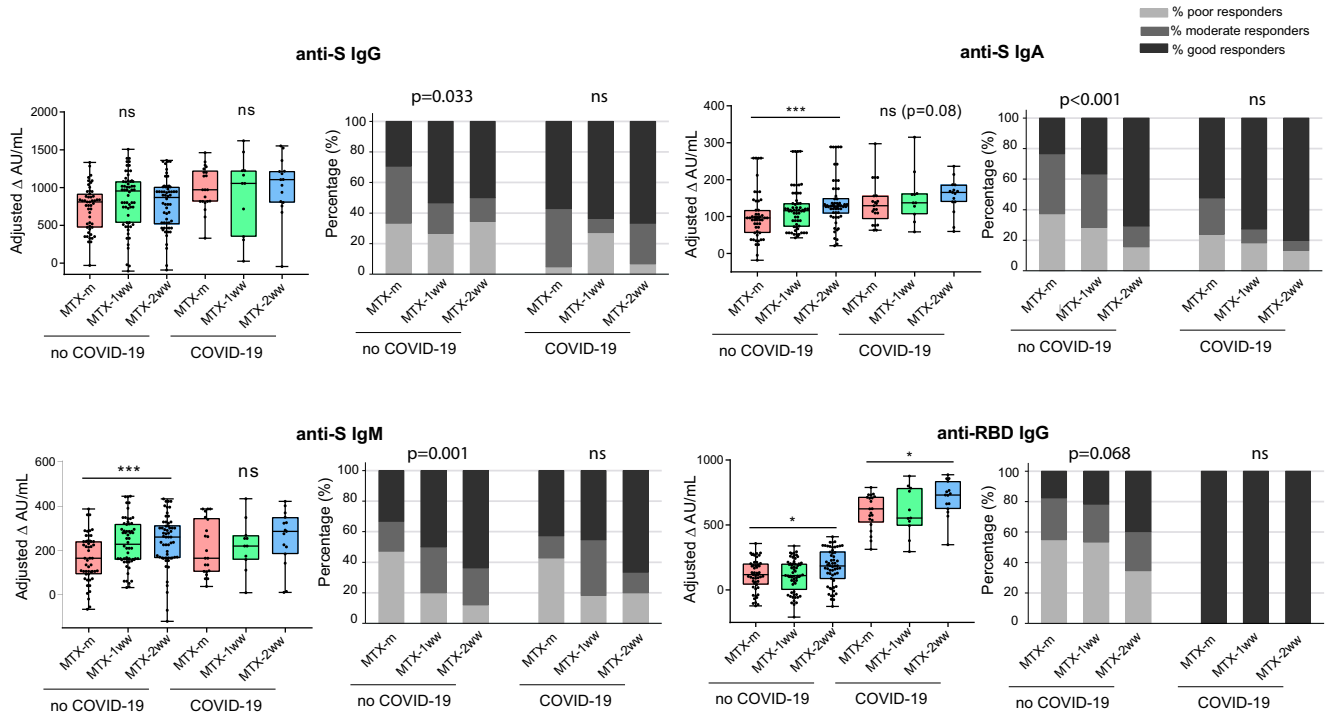 % poor responders
% moderate responders
% good responders
anti-S IgG
anti-S IgA
2000
1500
1000
500
0
Adjusted Δ AU/mL
ns
ns
MTX-m
MTX-1ww
MTX-2ww
MTX-m
MTX-1ww
MTX-2ww
no COVID-19
COVID-19
p=0.033
ns
100
80
60
40
20
0
Percentage (%)
MTX-m
MTX-1ww
MTX-2ww
MTX-m
MTX-1ww
MTX-2ww
no COVID-19
COVID-19
400
300
200
100
0
Adjusted Δ AU/mL
***
ns (p=0.08)
MTX-m
MTX-1ww
MTX-2ww
MTX-m
MTX-1ww
MTX-2ww
no COVID-19
COVID-19
p<0.001
ns
100
80
60
40
20
0
Percentage (%)
MTX-m
MTX-1ww
MTX-2ww
MTX-m
MTX-1ww
MTX-2ww
no COVID-19
COVID-19
anti-S IgM
anti-RBD IgG
600
400
200
0
Adjusted Δ AU/mL
***
ns
MTX-m
MTX-1ww
MTX-2ww
MTX-m
MTX-1ww
MTX-2ww
no COVID-19
COVID-19
p=0.001
ns
100
80
60
40
20
0
Percentage (%)
MTX-m
MTX-1ww
MTX-2ww
MTX-m
MTX-1ww
MTX-2ww
no COVID-19
COVID-19
1000
500
0
Adjusted Δ AU/mL
*
*
MTX-m
MTX-1ww
MTX-2ww
MTX-m
MTX-1ww
MTX-2ww
no COVID-19
COVID-19
p=0.068
ns
100
80
60
40
20
0
Percentage (%)
MTX-m
MTX-1ww
MTX-2ww
MTX-m
MTX-1ww
MTX-2ww
no COVID-19
COVID-19